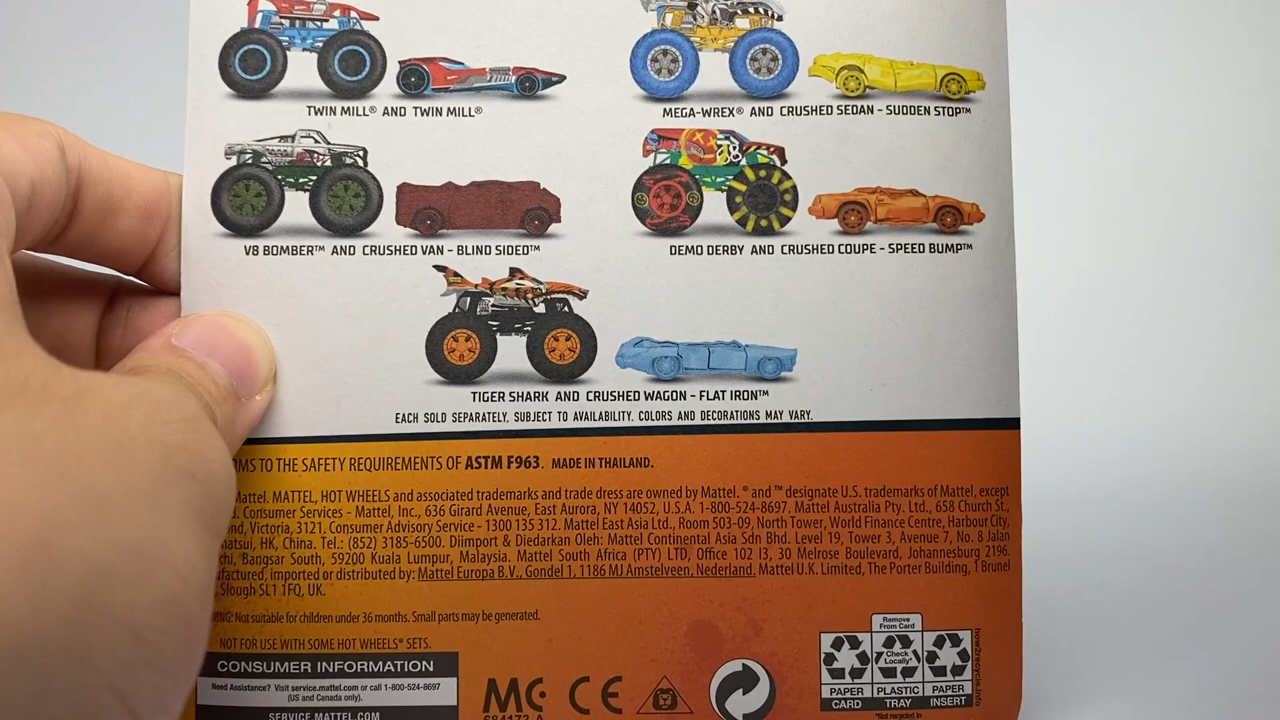 TWIN MILL® AND TWIN MILL®
MEGA-WREX® AND CRUSHED SEDAN - SUDDEN STOP™
V8 BOMBER™ AND CRUSHED VAN - BLIND SIDED™
DEMO DERBY AND CRUSHED COUPE - SPEED BUMP™
TIGER SHARK AND CRUSHED WAGON - FLAT IRON™
EACH SOLD SEPARATELY, SUBJECT TO AVAILABILITY. COLORS AND DECORATIONS MAY VARY.
RMS TO THE SAFETY REQUIREMENTS OF ASTM F963. MADE IN THAILAND.
Mattel. MATTEL, HOT WHEELS and associated trademarks and trade dress are owned by Mattel. ® and ™ designate U.S. trademarks of Mattel, except
d. Consumer Services - Mattel, Inc., 636 Girard Avenue, East Aurora, NY 14052, U.S.A. 1-800-524-8697. Mattel Australia Pty. Ltd., 658 Church St.,
nd, Victoria, 3121. Consumer Advisory Service - 1300 135 312. Mattel East Asia Ltd., Room 503-09, North Tower, World Finance Centre, Harbour City,
atsui, HK, China. Tel.: (852) 3185-6500. Diimport & Diedarkan Oleh: Mattel Continental Asia Sdn Bhd. Level 19, Tower 3, Avenue 7, No. 8 Jalan
chi, Bangsar South, 59200 Kuala Lumpur, Malaysia. Mattel South Africa (PTY) LTD, Office 102 I3, 30 Melrose Boulevard, Johannesburg 2196.
ufactured, imported or distributed by: Mattel Europa B.V., Gondel 1, 1186 MJ Amstelveen, Nederland. Mattel U.K. Limited, The Porter Building, 1 Brunel
, Slough SL1 1FQ, UK.
NING: Not suitable for children under 36 months. Small parts may be generated.
NOT FOR USE WITH SOME HOT WHEELS® SETS.
CONSUMER INFORMATION
Need Assistance? Visit service.mattel.com or call 1-800-524-8697
(US and Canada only).
SERVICE.MATTEL.COM
MC CE
684173-A
Remove
From Card
Check
Locally*
PAPER
CARD
PLASTIC
TRAY
PAPER
INSERT
*Not recycled in
how2recycle.info